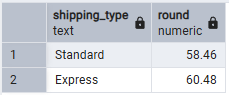 shipping_type round
text numeric
1 Standard 58.46
2 Express 60.48